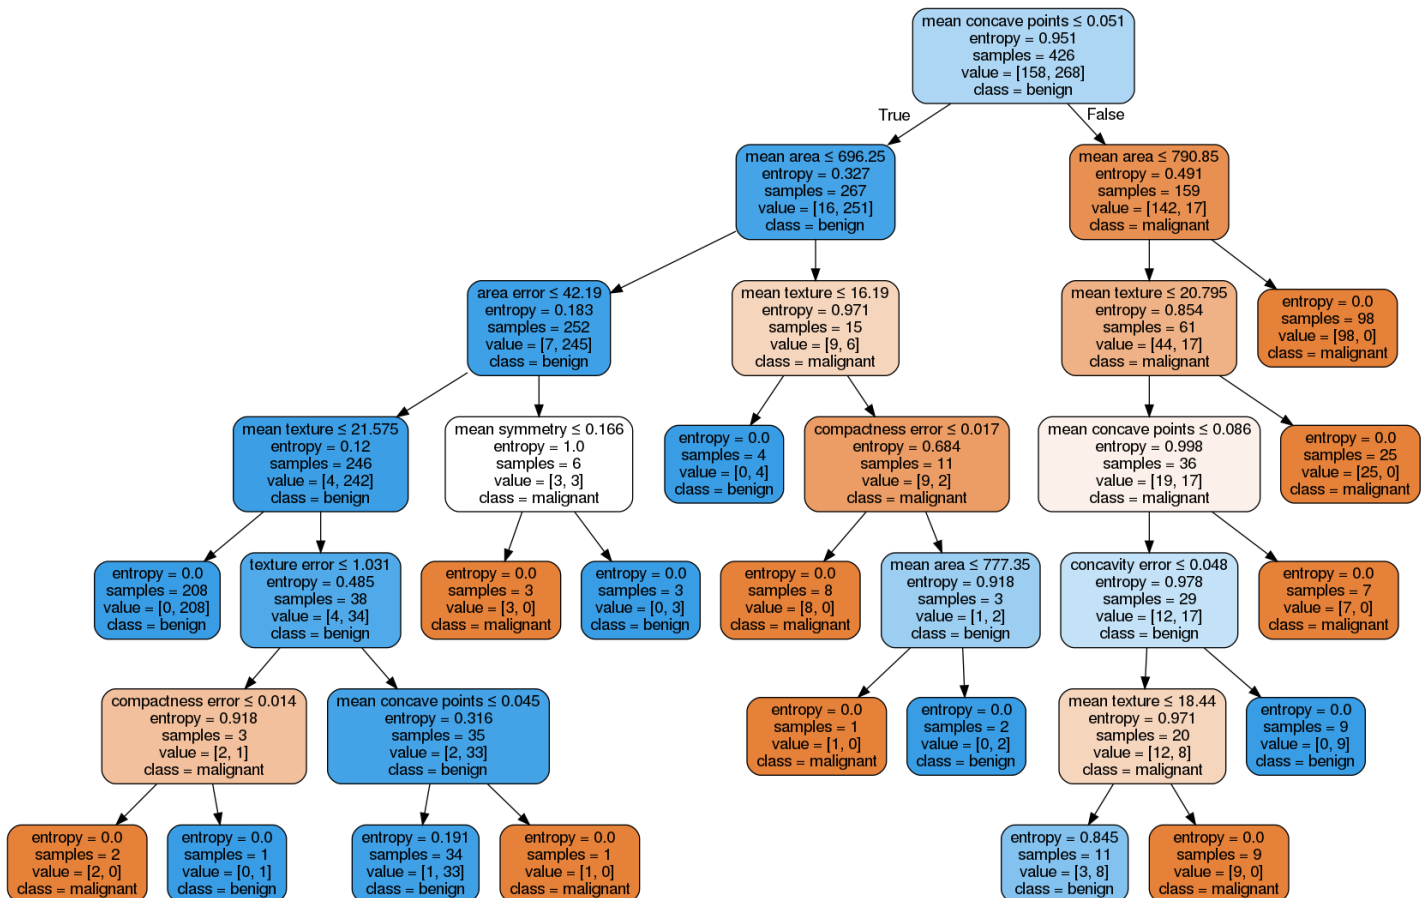 mean concave points ≤ 0.051
entropy = 0.951
samples = 426
value = [158, 268]
class = benign
True
False
mean area ≤ 696.25
entropy = 0.327
samples = 267
value = [16, 251]
class = benign
mean area ≤ 790.85
entropy = 0.491
samples = 159
value = [142, 17]
class = malignant
area error ≤ 42.19
entropy = 0.183
samples = 252
value = [7, 245]
class = benign
mean texture ≤ 16.19
entropy = 0.971
samples = 15
value = [9, 6]
class = malignant
mean texture ≤ 20.795
entropy = 0.854
samples = 61
value = [44, 17]
class = malignant
entropy = 0.0
samples = 98
value = [98, 0]
class = malignant
mean texture ≤ 21.575
entropy = 0.12
samples = 246
value = [4, 242]
class = benign
mean symmetry ≤ 0.166
entropy = 1.0
samples = 6
value = [3, 3]
class = malignant
entropy = 0.0
samples = 4
value = [0, 4]
class = benign
compactness error ≤ 0.017
entropy = 0.684
samples = 11
value = [9, 2]
class = malignant
mean concave points ≤ 0.086
entropy = 0.998
samples = 36
value = [19, 17]
class = malignant
entropy = 0.0
samples = 25
value = [25, 0]
class = malignant
entropy = 0.0
samples = 208
value = [0, 208]
class = benign
texture error ≤ 1.031
entropy = 0.485
samples = 38
value = [4, 34]
class = benign
entropy = 0.0
samples = 3
value = [3, 0]
class = malignant
entropy = 0.0
samples = 3
value = [0, 3]
class = benign
entropy = 0.0
samples = 8
value = [8, 0]
class = malignant
mean area ≤ 777.35
entropy = 0.918
samples = 3
value = [1, 2]
class = benign
concavity error ≤ 0.048
entropy = 0.978
samples = 29
value = [12, 17]
class = benign
entropy = 0.0
samples = 7
value = [7, 0]
class = malignant
compactness error ≤ 0.014
entropy = 0.918
samples = 3
value = [2, 1]
class = malignant
mean concave points ≤ 0.045
entropy = 0.316
samples = 35
value = [2, 33]
class = benign
entropy = 0.0
samples = 1
value = [1, 0]
class = malignant
entropy = 0.0
samples = 2
value = [0, 2]
class = benign
mean texture ≤ 18.44
entropy = 0.971
samples = 20
value = [12, 8]
class = malignant
entropy = 0.0
samples = 9
value = [0, 9]
class = benign
entropy = 0.0
samples = 2
value = [2, 0]
class = malignant
entropy = 0.0
samples = 1
value = [0, 1]
class = benign
entropy = 0.191
samples = 34
value = [1, 33]
class = benign
entropy = 0.0
samples = 1
value = [1, 0]
class = malignant
entropy = 0.845
samples = 11
value = [3, 8]
class = benign
entropy = 0.0
samples = 9
value = [9, 0]
class = malignant